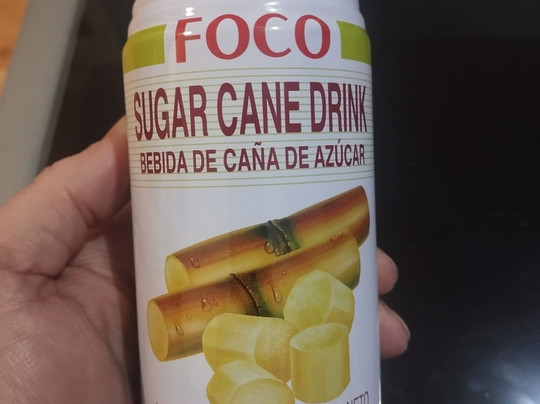 FOCO
SUGAR CANE DRINK
BEBIDA DE CAÑA DE AZÚCAR